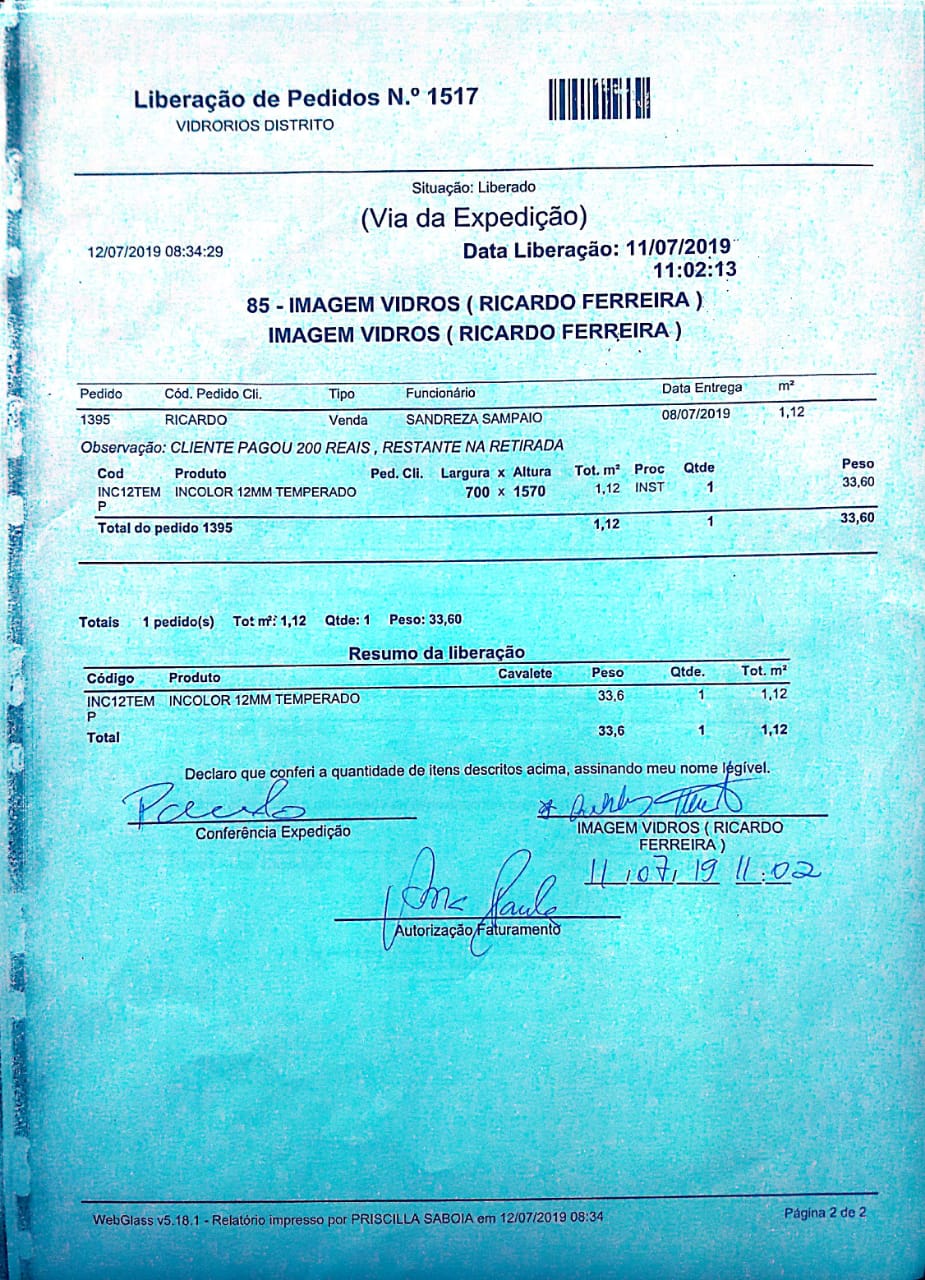 Liberação de Pedidos N.º 1517
VIDRORIOS DISTRITO
Situação: Liberado
(Via da Expedição)
12/07/2019 08:34:29 Data Liberação: 11/07/2019
11:02:13
85 - IMAGEM VIDROS ( RICARDO FERREIRA )
IMAGEM VIDROS ( RICARDO FERREIRA )
Pedido Cód. Pedido Cli. Tipo Funcionário Data Entrega m²
1395 RICARDO Venda SANDREZA SAMPAIO 08/07/2019 1,12
Observação: CLIENTE PAGOU 200 REAIS , RESTANTE NA RETIRADA
Cod Produto Ped. Cli. Largura x Altura Tot. m² Proc Qtde Peso
INC12TEM INCOLOR 12MM TEMPERADO 700 x 1570 1,12 INST 1 33,60
P
Total do pedido 1395 1,12 1 33,60
Totais 1 pedido(s) Tot m²: 1,12 Qtde: 1 Peso: 33,60
Resumo da liberação
Código Produto Cavalete Peso Qtde. Tot. m²
INC12TEM INCOLOR 12MM TEMPERADO 33,6 1 1,12
P
Total 33,6 1 1,12
Declaro que conferi a quantidade de itens descritos acima, assinando meu nome légível.
Conferência Expedição
IMAGEM VIDROS ( RICARDO
FERREIRA )
11/07/19 11:02
Ana Paula
Autorização Faturamento
WebGlass v5.18.1 - Relatório impresso por PRISCILLA SABOIA em 12/07/2019 08:34 Página 2 de 2